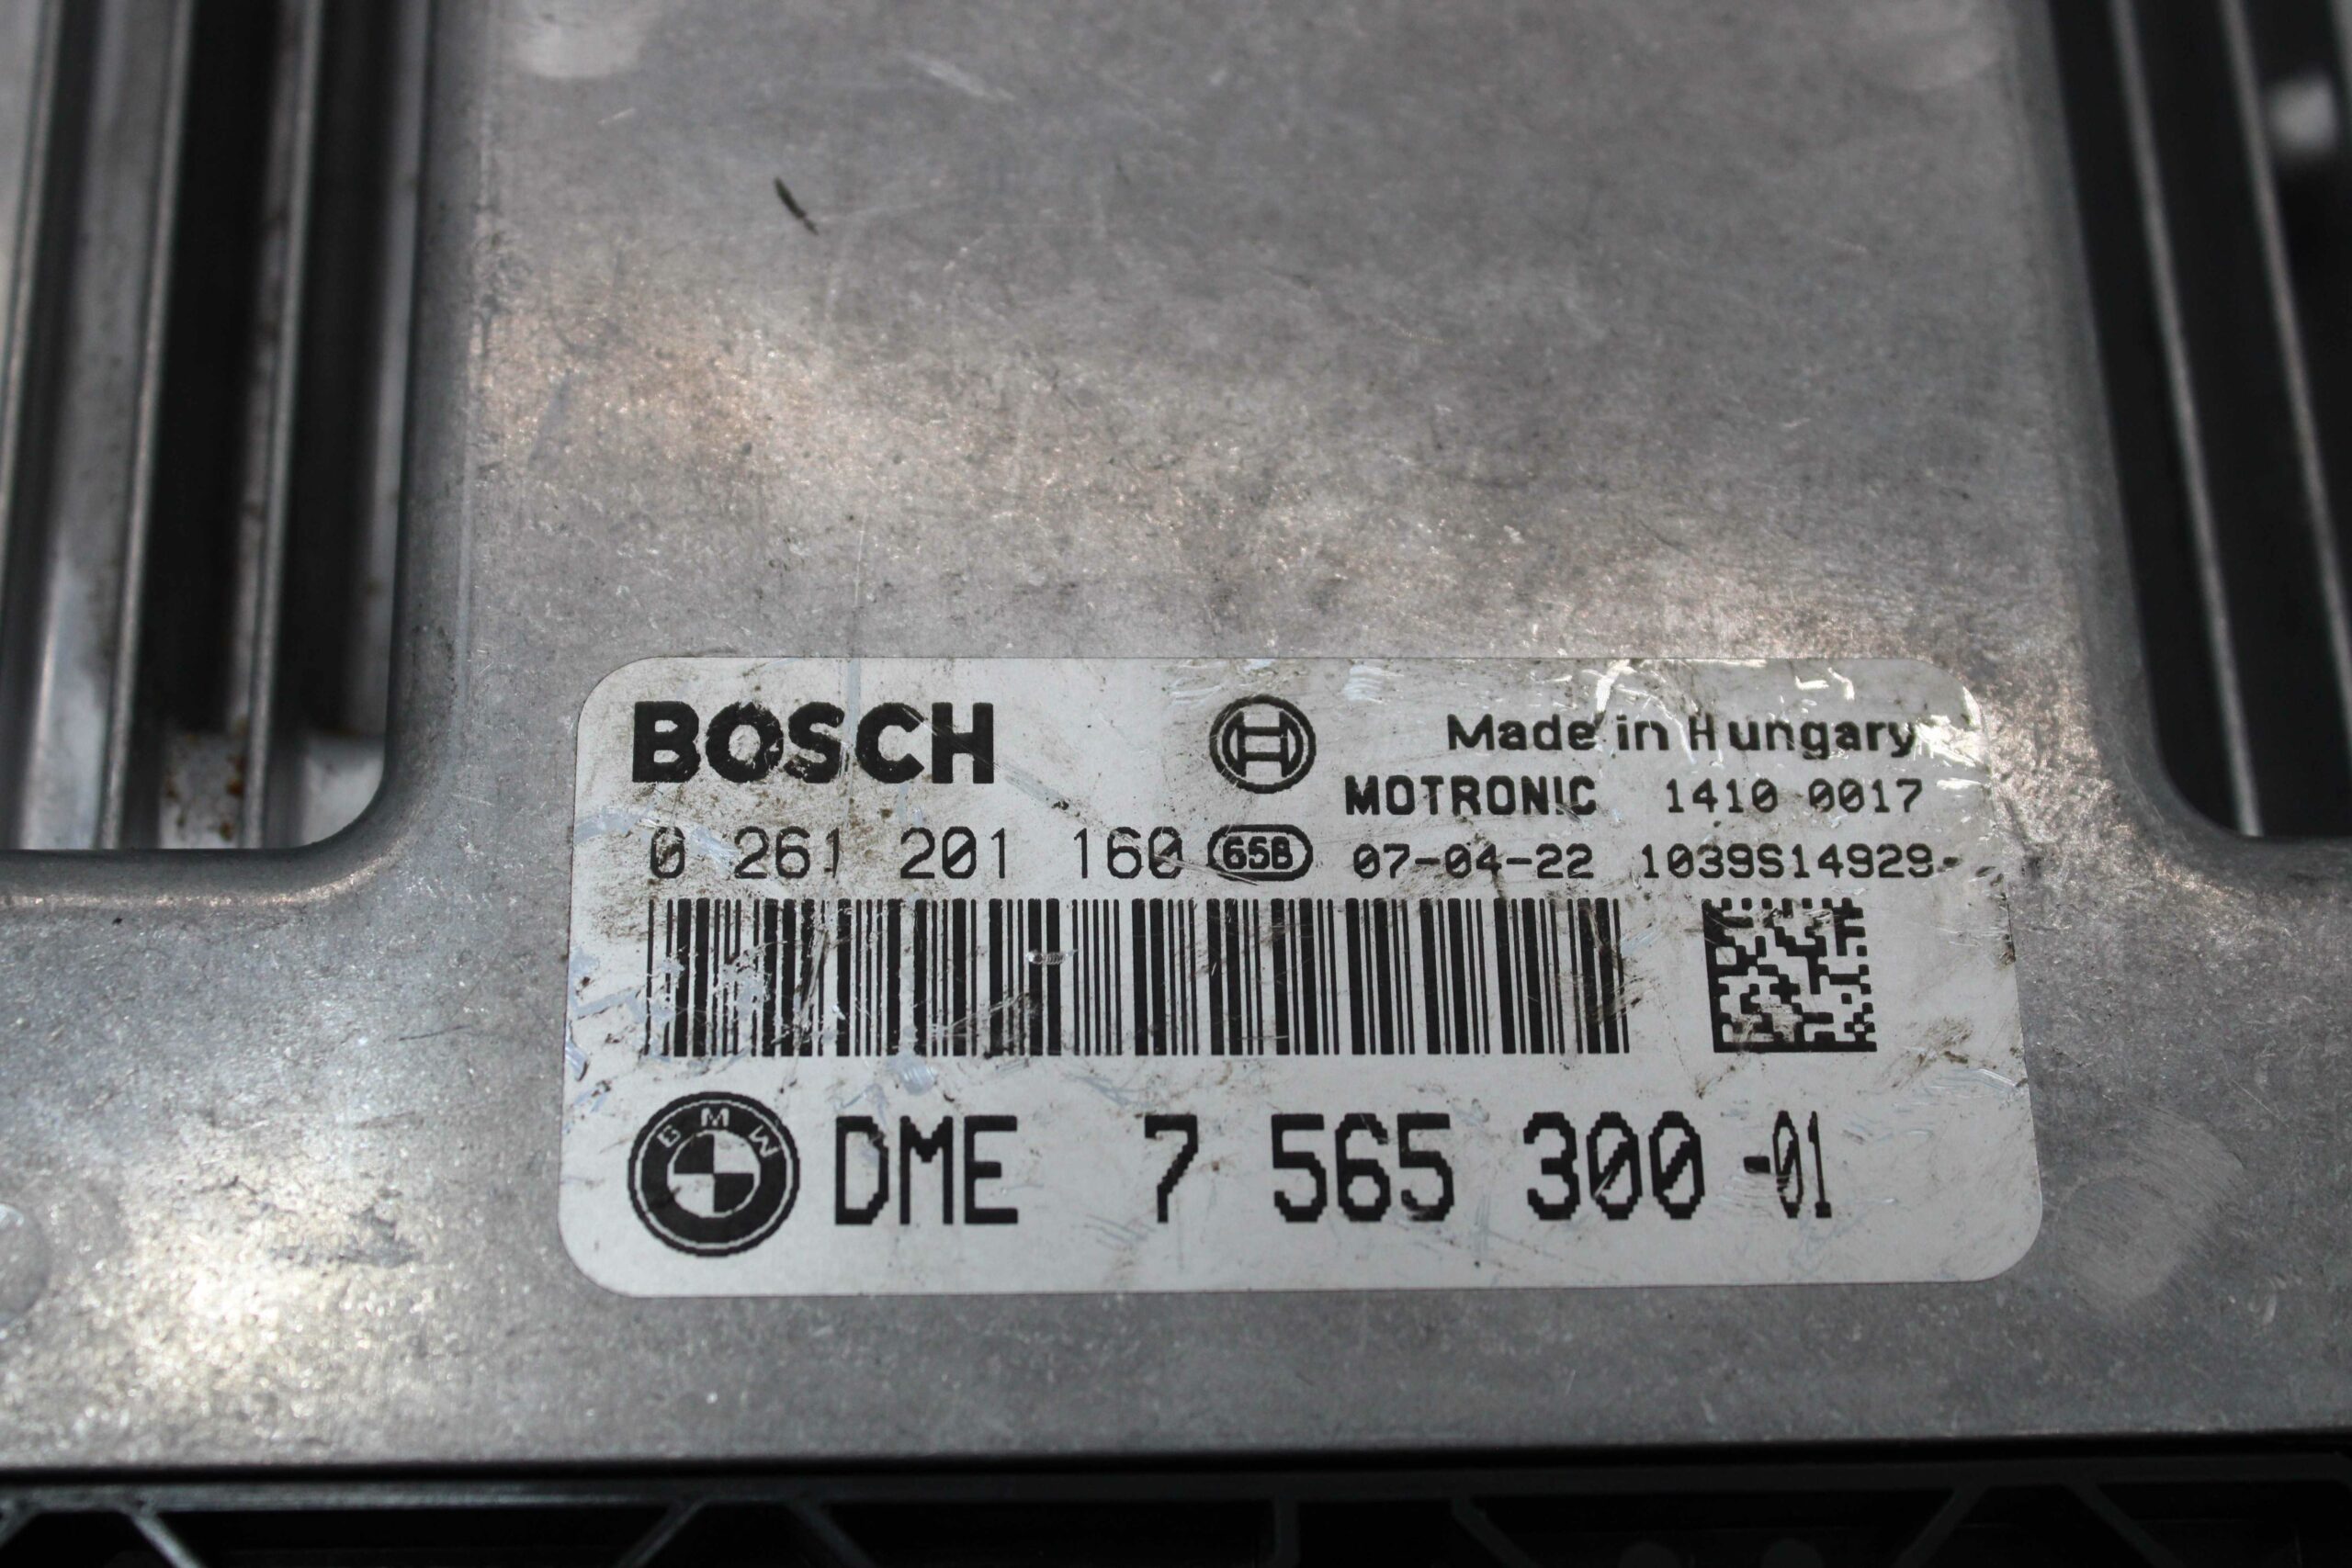 BOSCH
Made in Hungary
MOTRONIC 1410 0017
0 261 201 160 65B 07-04-22 1039S14929-
BMW DME 7 565 300 -01